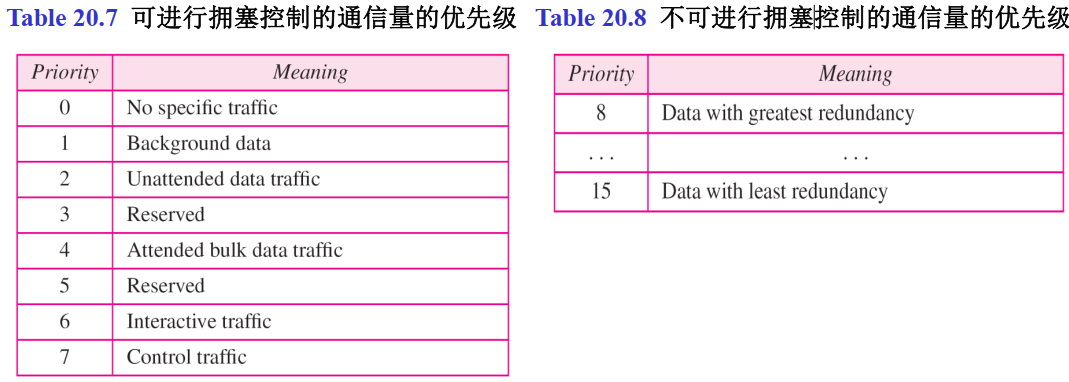 Table 20.7 可进行拥塞控制的通信量的优先级
Priority Meaning
0 No specific traffic
1 Background data
2 Unattended data traffic
3 Reserved
4 Attended bulk data traffic
5 Reserved
6 Interactive traffic
7 Control traffic
Table 20.8 不可进行拥塞控制的通信量的优先级
Priority Meaning
8 Data with greatest redundancy
. . . . . .
15 Data with least redundancy